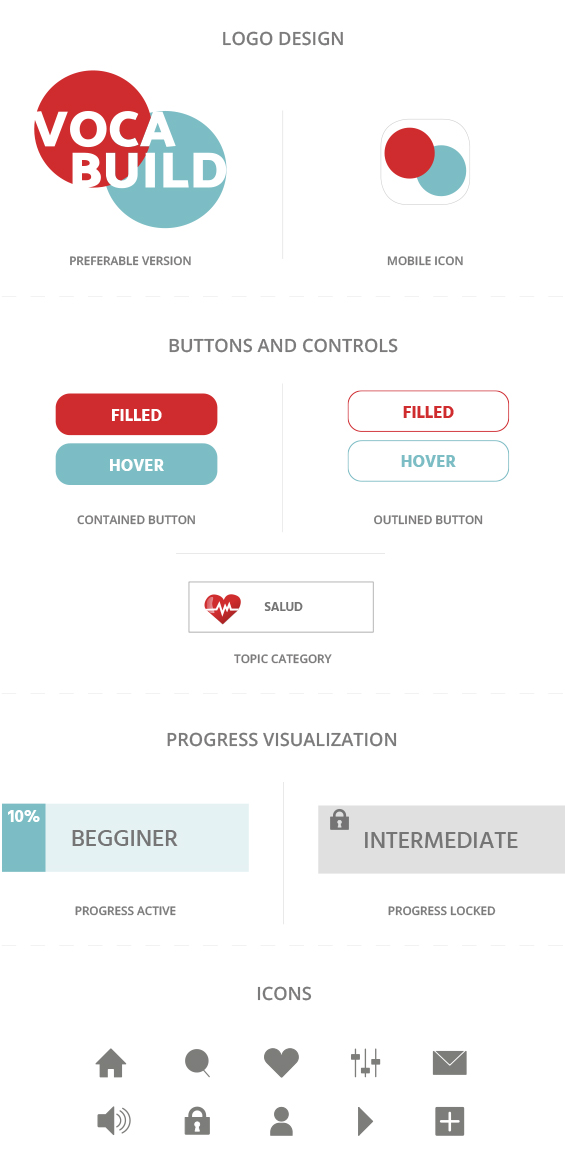 LOGO DESIGN
VOCA
BUILD
PREFERABLE VERSION
MOBILE ICON
BUTTONS AND CONTROLS
FILLED
HOVER
CONTAINED BUTTON
FILLED
HOVER
OUTLINED BUTTON
SALUD
TOPIC CATEGORY
PROGRESS VISUALIZATION
10%
BEGGINER
PROGRESS ACTIVE
INTERMEDIATE
PROGRESS LOCKED
ICONS